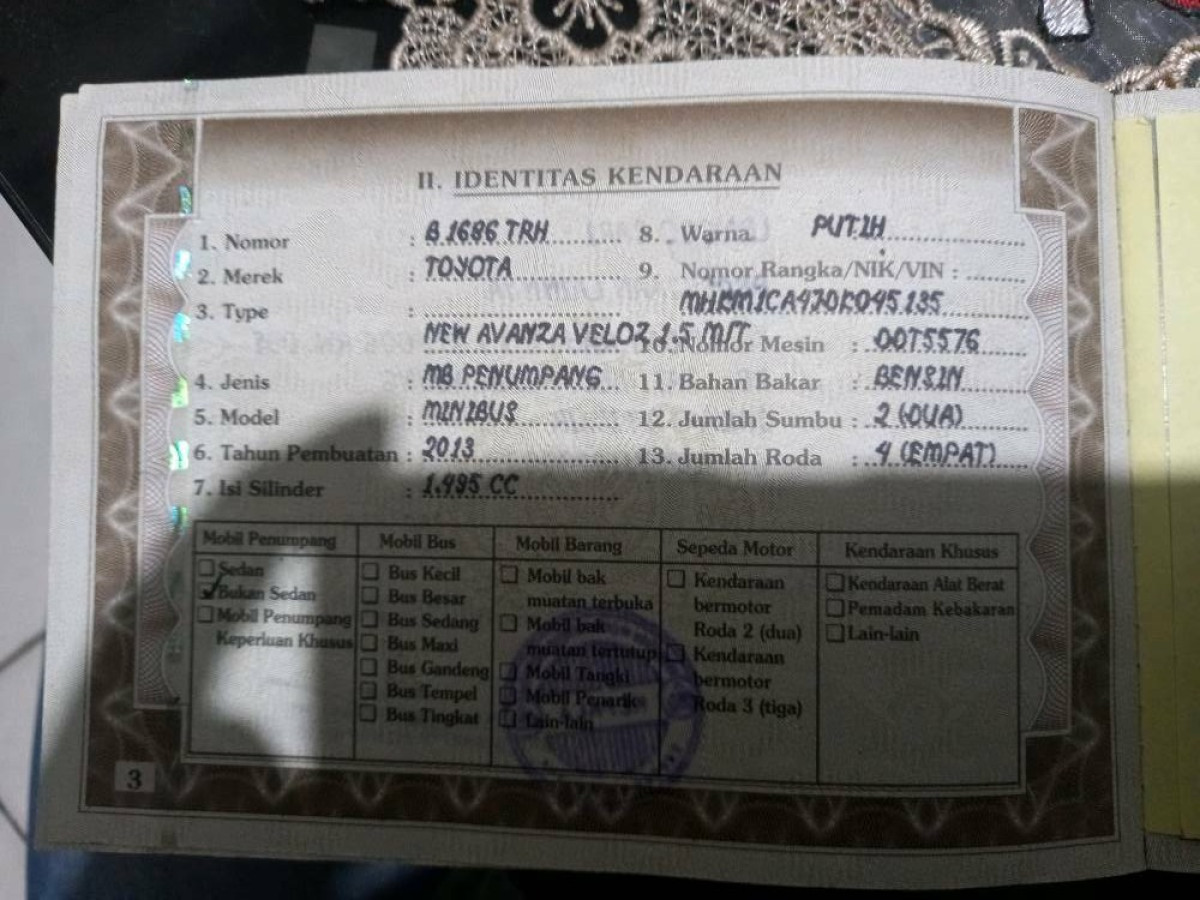 II. IDENTITAS KENDARAAN
1. Nomor : B 1686 TRH
2. Merek : TOYOTA
3. Type :
NEW AVANZA VELOZ 1.5 M/T
4. Jenis : MB PENUMPANG
5. Model : MINIBUS
6. Tahun Pembuatan : 2013
7. Isi Silinder : 1.495 CC
8. Warna PUTIH
9. Nomor Rangka/NIK/VIN :
10. Nomor Mesin : DDT5576
11. Bahan Bakar : BENSIN
12. Jumlah Sumbu : 2 (DUA)
13. Jumlah Roda : 4 (EMPAT)
Mobil Penumpang
Sedan
Bukan Sedan
Mobil Penumpang
Keperluan Khusus
Mobil Bus
Bus Kecil
Bus Besar
Bus Sedang
Bus Maxi
Bus Gandeng
Bus Tempel
Bus Tingkat
Mobil Barang
Mobil bak
muatan terbuka
Mobil bak
muatan tertutup
Mobil Tangki
Mobil Penarik
Lain-lain
Sepeda Motor
Kendaraan
bermotor
Roda 2 (dua)
Kendaraan
bermotor
Roda 3 (tiga)
Kendaraan Khusus
Kendaraan Alat Berat
Pemadam Kebakaran
Lain-lain
3